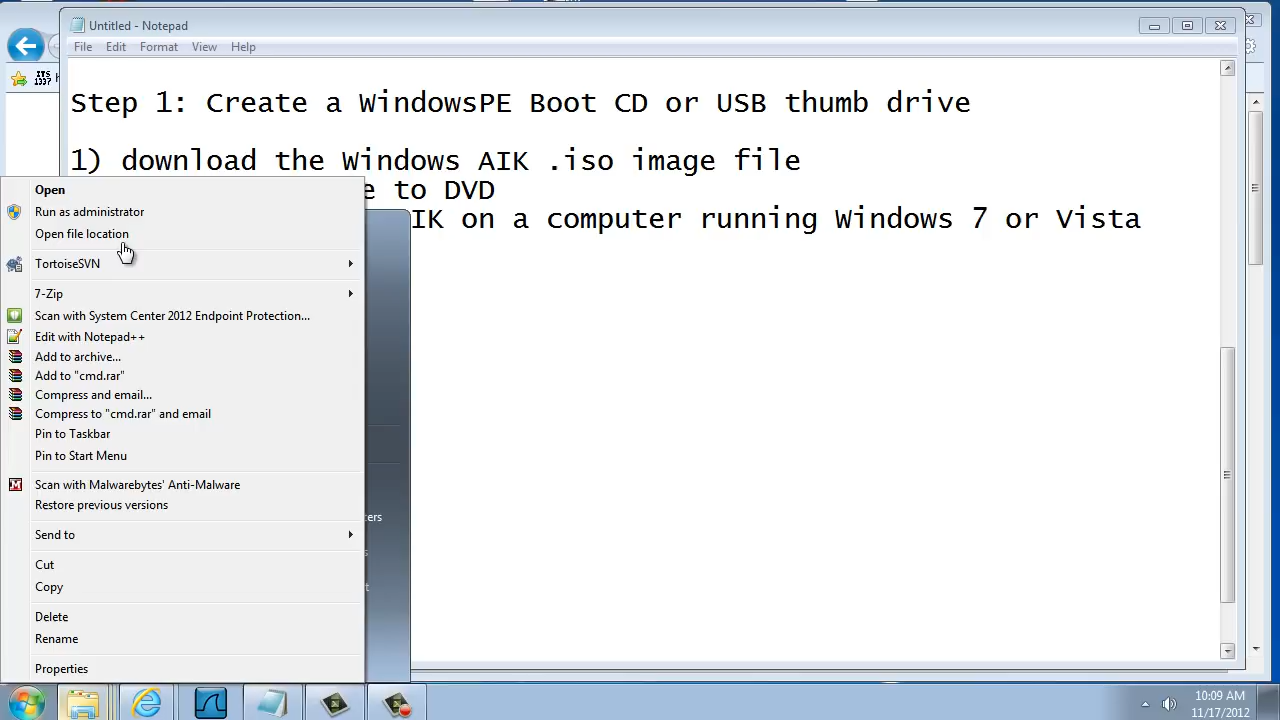 Untitled - Notepad
File Edit Format View Help
Step 1: Create a WindowsPE Boot CD or USB thumb drive
1) download the Windows AIK .iso image file
e to DVD
IK on a computer running Windows 7 or Vista
Open
Run as administrator
Open file location
TortoiseSVN
7-Zip
Scan with System Center 2012 Endpoint Protection...
Edit with Notepad++
Add to archive...
Add to "cmd.rar"
Compress and email...
Compress to "cmd.rar" and email
Pin to Taskbar
Pin to Start Menu
Scan with Malwarebytes' Anti-Malware
Restore previous versions
ters
Send to
s
Cut
Copy
t
Delete
Rename
Properties
10:09 AM
11/17/2012